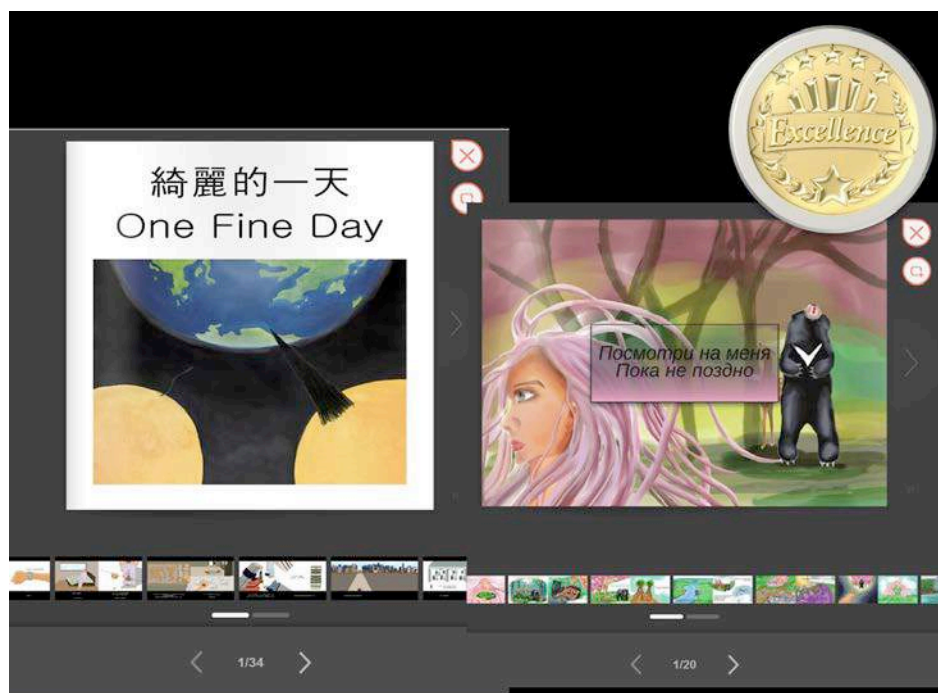 綺麗的一天
One Fine Day
Excellence
Посмотри на меня
Пока не поздно
1/34
1/20